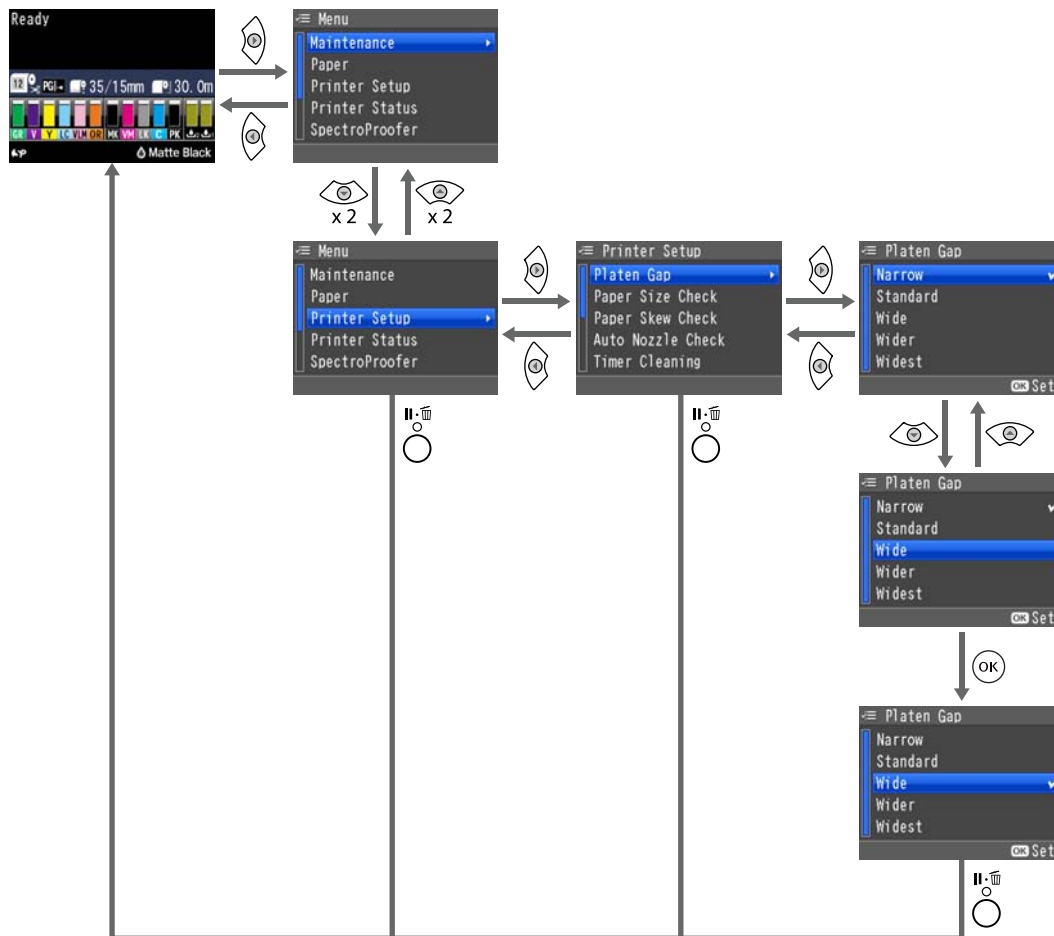 Ready
12 PGI 35/15mm 30.0m
GR V Y LC VLM OR MK VM LK C PK
Matte Black
Menu
Maintenance
Paper
Printer Setup
Printer Status
SpectroProofer
x 2
x 2
Menu
Maintenance
Paper
Printer Setup
Printer Status
SpectroProofer
Printer Setup
Platen Gap
Paper Size Check
Paper Skew Check
Auto Nozzle Check
Timer Cleaning
Platen Gap
Narrow
Standard
Wide
Wider
Widest
OK Set
Platen Gap
Narrow
Standard
Wide
Wider
Widest
OK Set
OK
Platen Gap
Narrow
Standard
Wide
Wider
Widest
OK Set